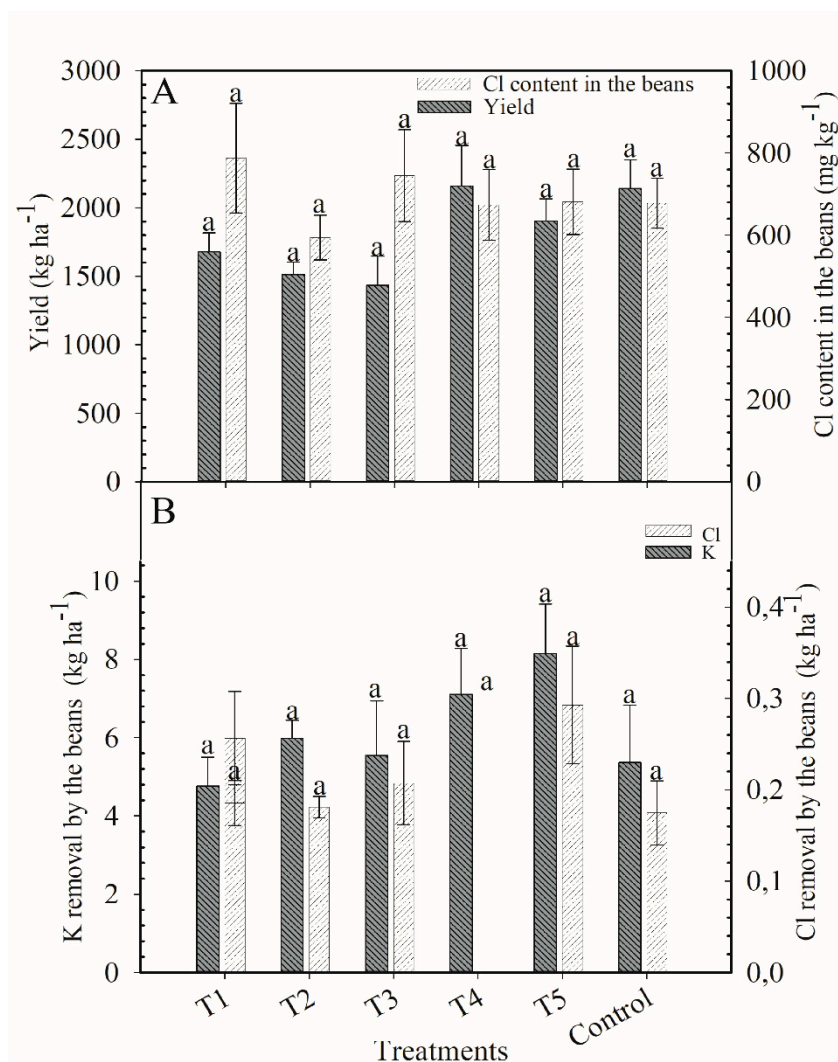 A
Cl content in the beans
Yield
3000
2500
2000
1500
1000
500
0
Yield (kg ha⁻¹)
1000
800
600
400
200
0
Cl content in the beans (mg kg⁻¹)
a a a a a a a a a a a a
B
Cl
K
10
8
6
4
2
0
K removal by the beans (kg ha⁻¹)
0,4
0,3
0,2
0,1
0,0
Cl removal by the beans (kg ha⁻¹)
a a a a a a a a a a a a
T1 T2 T3 T4 T5 Control
Treatments